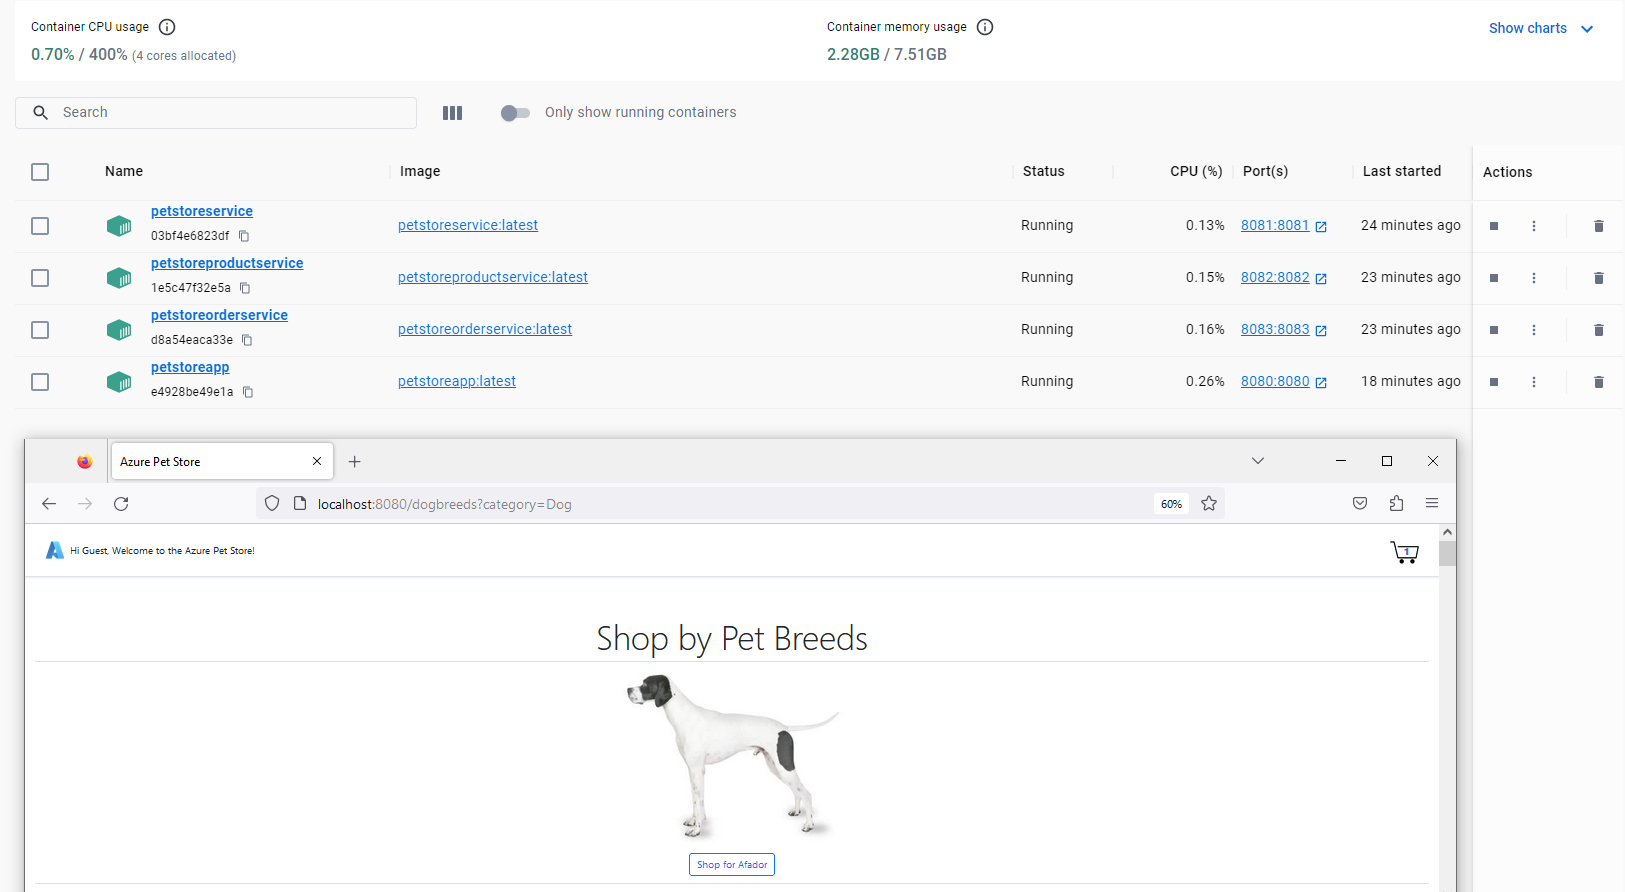 Container CPU usage
0.70% / 400% (4 cores allocated)
Container memory usage
2.28GB / 7.51GB
Show charts
Search
Only show running containers
Name Image Status CPU (%) Port(s) Last started Actions
petstoreservice
03bf4e6823df
petstoreservice:latest Running 0.13% 8081:8081 24 minutes ago
petstoreproductservice
1e5c47f32e5a
petstoreproductservice:latest Running 0.15% 8082:8082 23 minutes ago
petstoreorderservice
d8a54eaca33e
petstoreorderservice:latest Running 0.16% 8083:8083 23 minutes ago
petstoreapp
e4928be49e1a
petstoreapp:latest Running 0.26% 8080:8080 18 minutes ago
Azure Pet Store
localhost:8080/dogbreeds?category=Dog
60%
Hi Guest, Welcome to the Azure Pet Store!
1
Shop by Pet Breeds
Shop for Afador